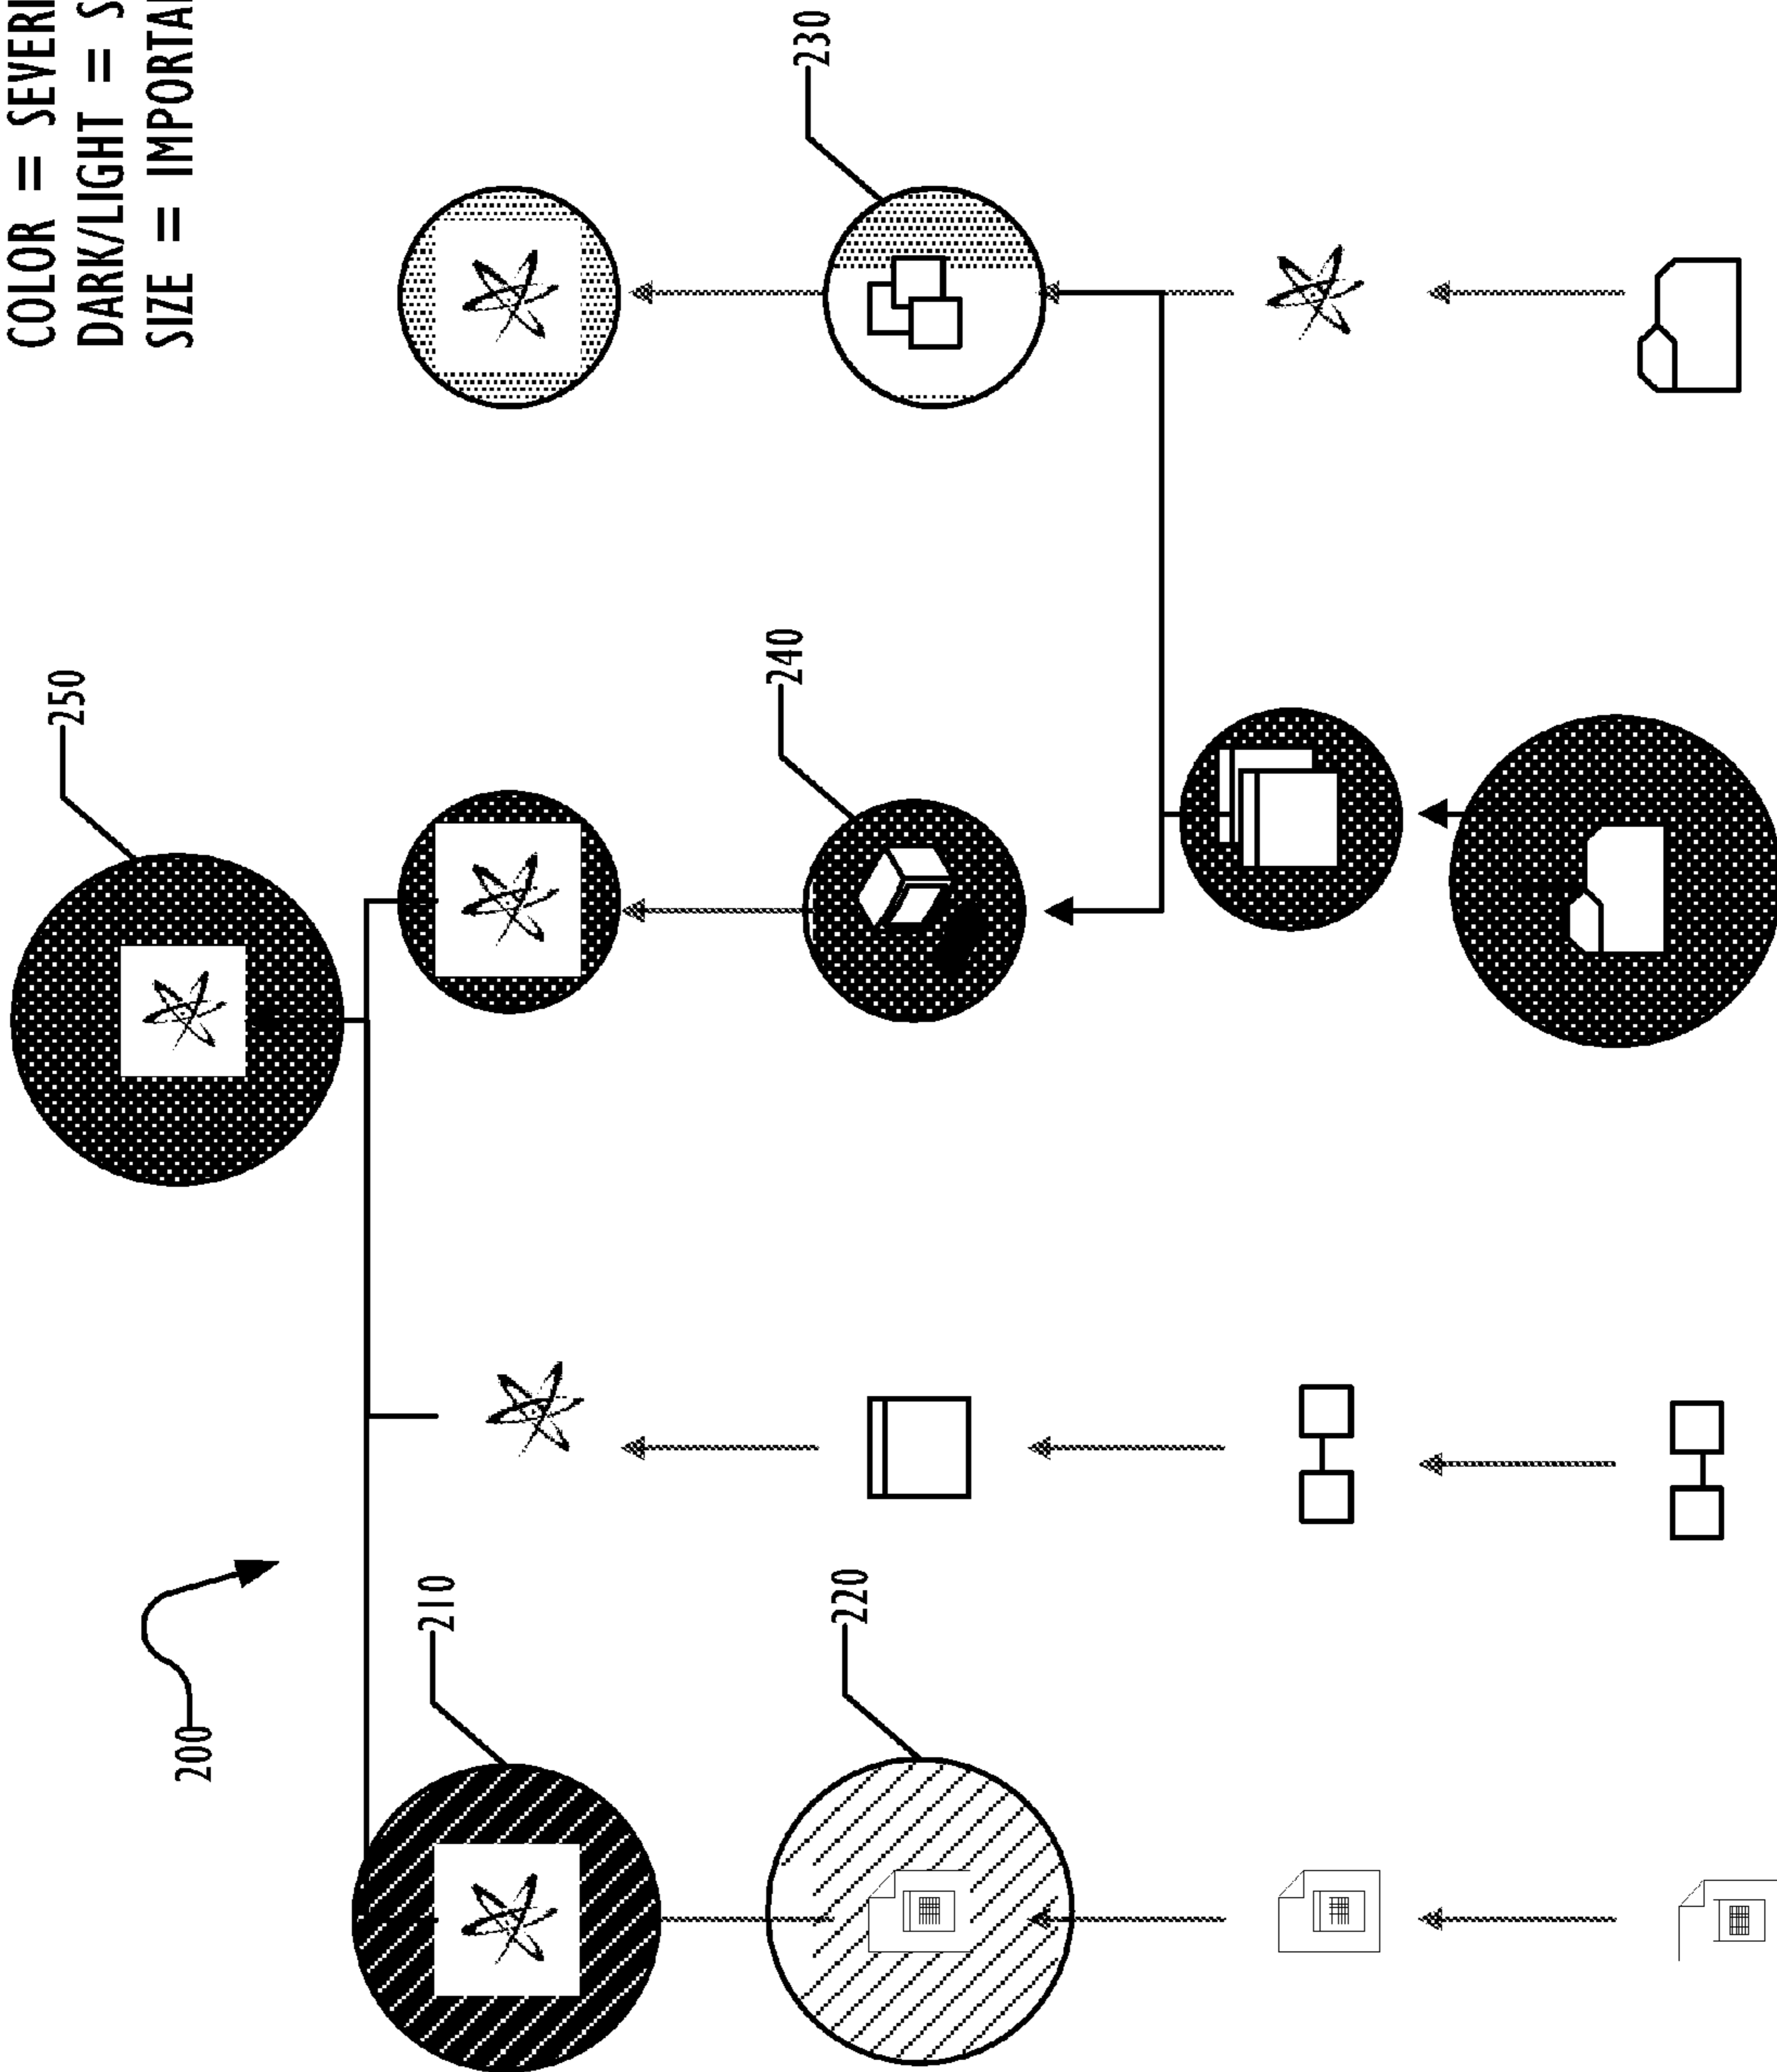 COLOR = SEVERI
DARK/LIGHT = S
SIZE = IMPORTA
250
200
210
240
230
220